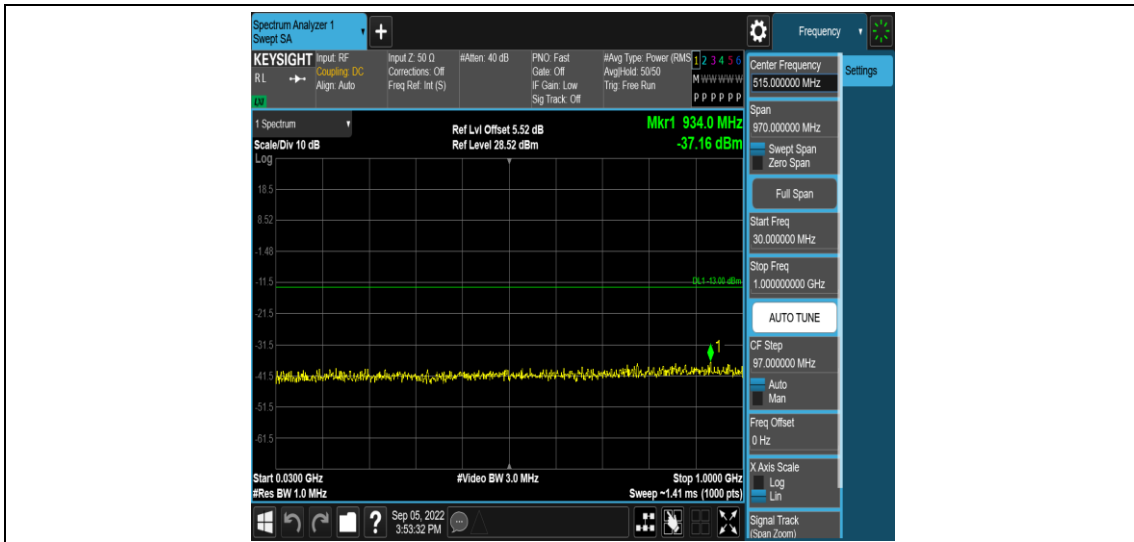 Spectrum Analyzer 1
Swept SA
+
Frequency
KEYSIGHT
RL
LXI
Input: RF
Coupling: DC
Align: Auto
Input Z: 50 Ω
Corrections: Off
Freq Ref: Int (S)
#Atten: 40 dB
PNO: Fast
Gate: Off
IF Gain: Low
Sig Track: Off
#Avg Type: Power (RMS
Avg|Hold: 50/50
Trig: Free Run
1 2 3 4 5 6
M W W W W W
P P P P P P
1 Spectrum
Scale/Div 10 dB
Log
Ref Lvl Offset 5.52 dB
Ref Level 28.52 dBm
Mkr1 934.0 MHz
-37.16 dBm
18.5
8.52
-1.48
-11.5
-21.5
-31.5
-41.5
-51.5
-61.5
DL1 -13.00 dBm
1
Start 0.0300 GHz
#Res BW 1.0 MHz
#Video BW 3.0 MHz
Stop 1.0000 GHz
Sweep ~1.41 ms (1000 pts)
?
Sep 05, 2022
3:53:32 PM
Center Frequency
515.000000 MHz
Settings
Span
970.000000 MHz
Swept Span
Zero Span
Full Span
Start Freq
30.000000 MHz
Stop Freq
1.000000000 GHz
AUTO TUNE
CF Step
97.000000 MHz
Auto
Man
Freq Offset
0 Hz
X Axis Scale
Log
Lin
Signal Track
(Span Zoom)